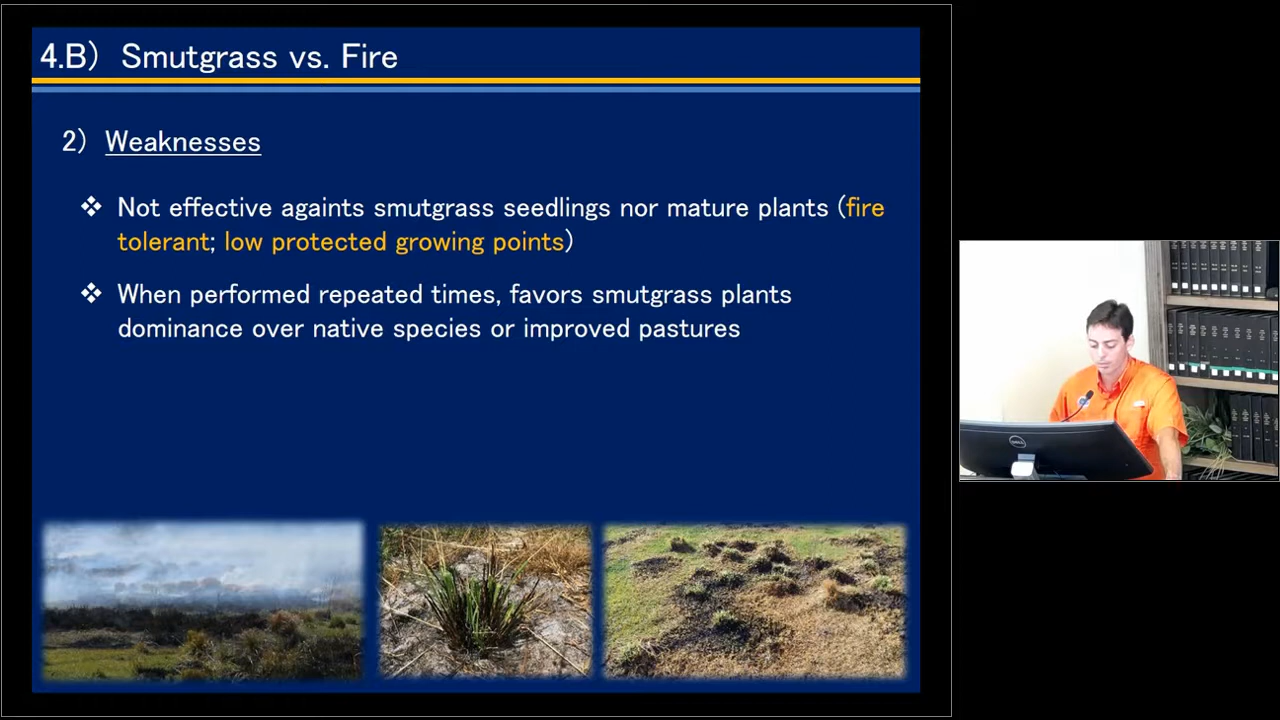 4.B) Smutgrass vs. Fire
2) Weaknesses
❖ Not effective againts smutgrass seedlings nor mature plants (fire
tolerant; low protected growing points)
❖ When performed repeated times, favors smutgrass plants
dominance over native species or improved pastures
DELL